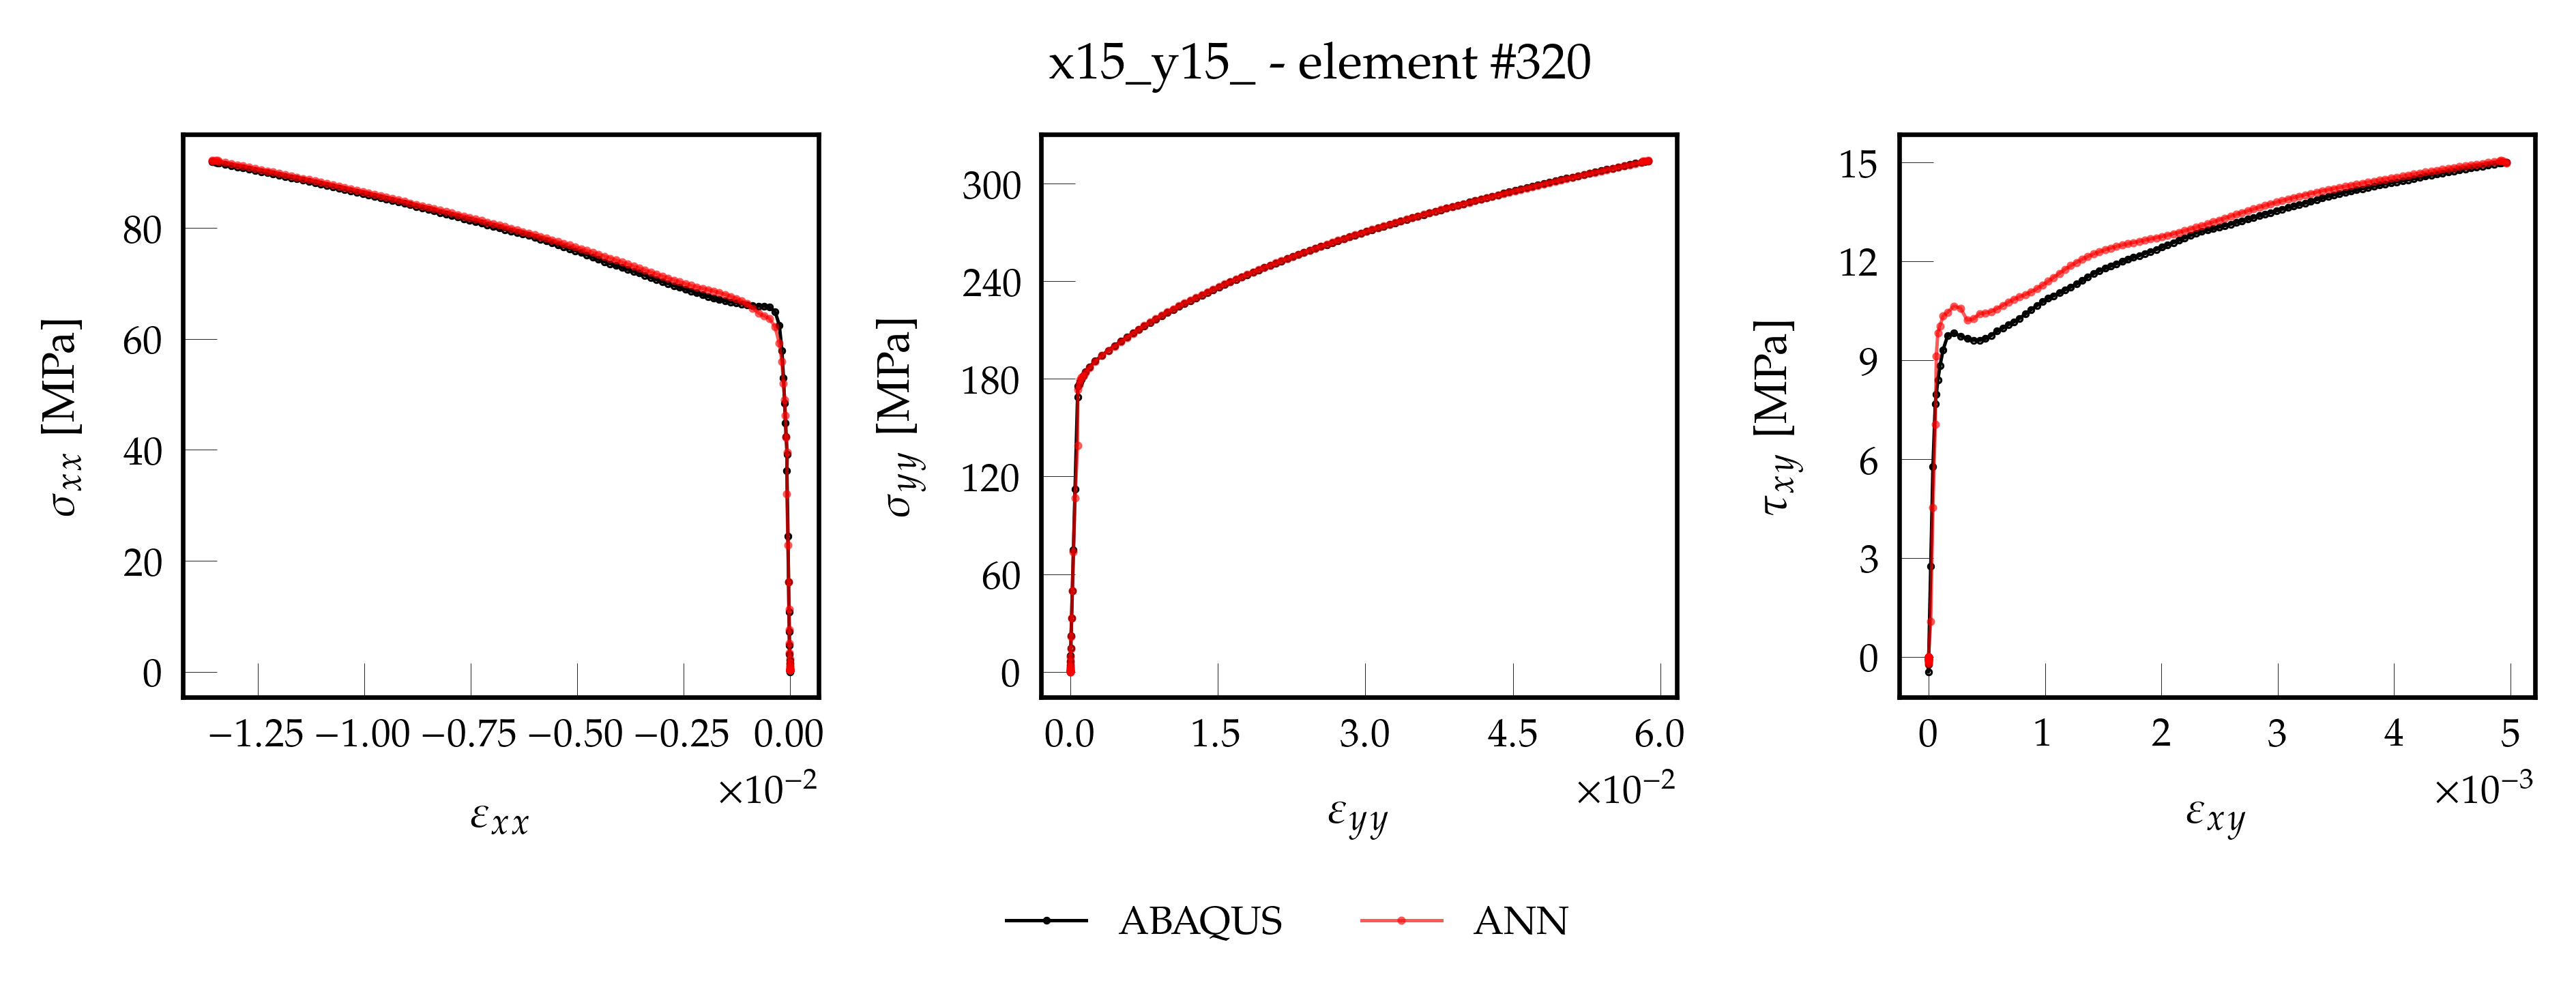 x15_y15_ - element #320
σxx [MPa]
80
60
40
20
0
−1.25 −1.00 −0.75 −0.50 −0.25 0.00
×10−2
εxx
σyy [MPa]
300
240
180
120
60
0
0.0 1.5 3.0 4.5 6.0
×10−2
εyy
τxy [MPa]
15
12
9
6
3
0
0 1 2 3 4 5
×10−3
εxy
ABAQUS ANN